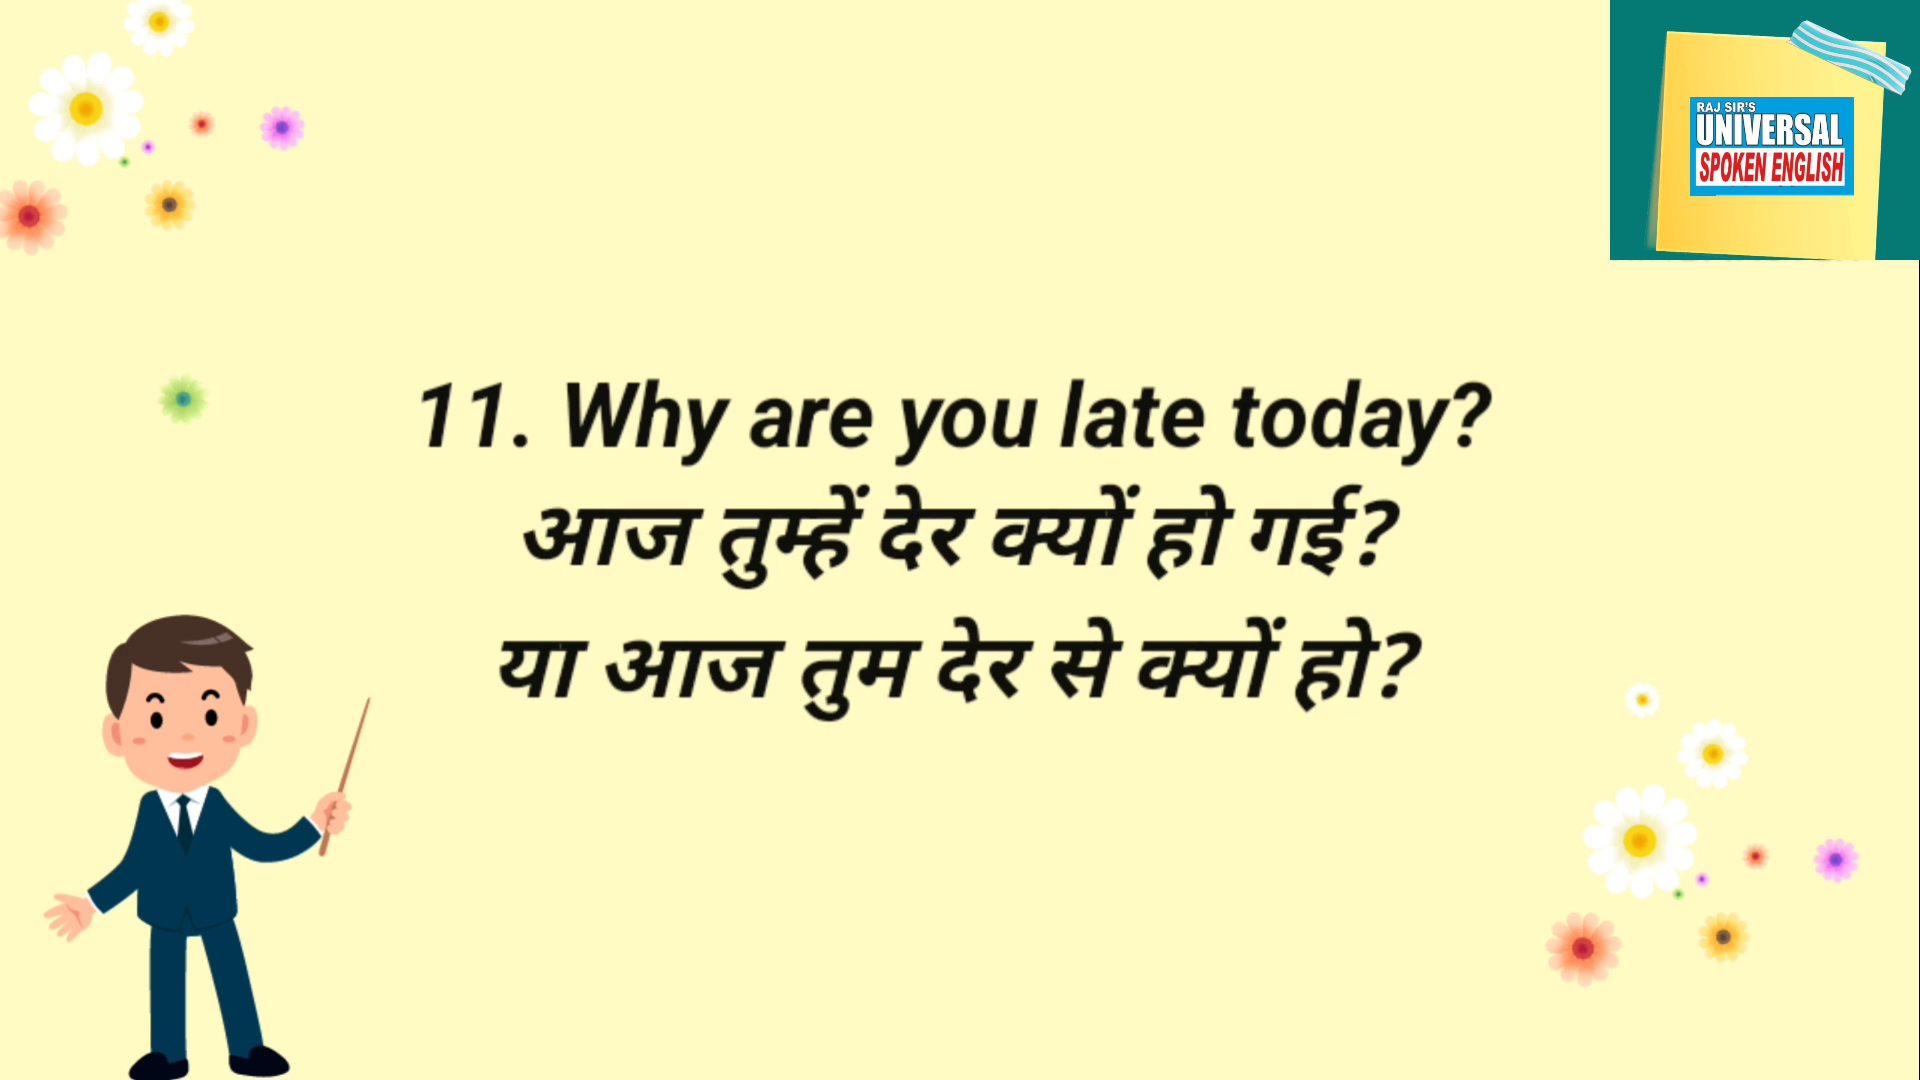 RAJ SIR'S
UNIVERSAL
SPOKEN ENGLISH
11. Why are you late today?
आज तुम्हें देर क्यों हो गई?
या आज तुम देर से क्यों हो?